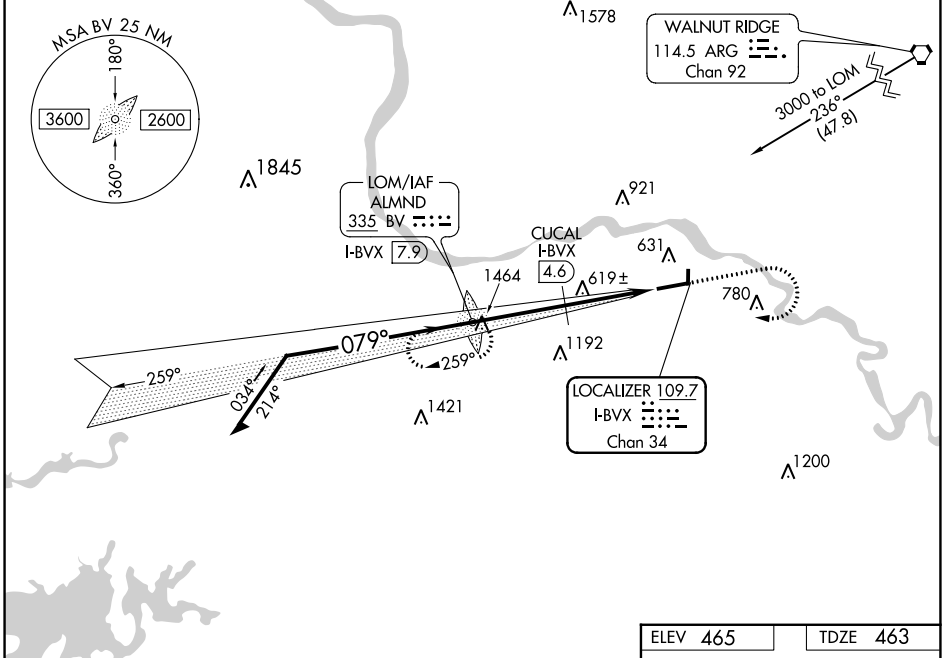 MSA BV 25 NM
180°
3600
2600
360°
1578
WALNUT RIDGE
114.5 ARG
Chan 92
3000 to LOM
236°
(47.8)
1845
LOM/IAF
ALMND
335 BV
I-BVX 7.9
921
CUCAL
I-BVX
4.6
631
1464
619±
780
079°
259°
259°
1192
034°
214°
1421
LOCALIZER 109.7
I-BVX
Chan 34
1200
ELEV 465
TDZE 463